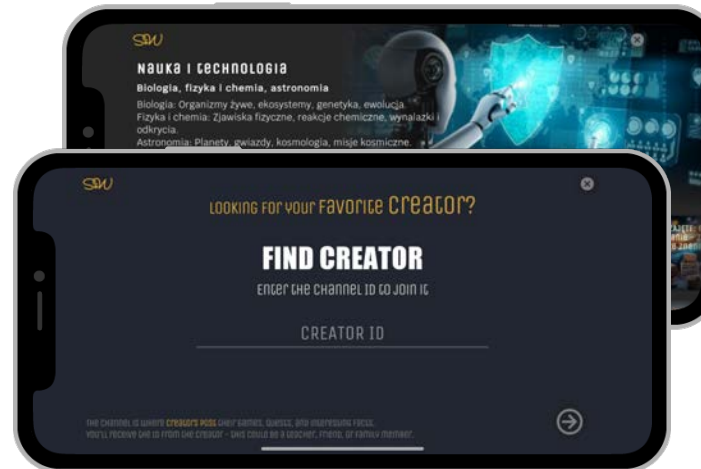 SW
Nauka i technologia
Biologia, fizyka i chemia, astronomia
Biologia: Organizmy żywe, ekosystemy, genetyka, ewolucja.
Fizyka i chemia: Zjawiska fizyczne, reakcje chemiczne, wynalazki i
odkrycia.
Astronomia: Planety, gwiazdy, kosmologia, misje kosmiczne.
SW
Looking for your favorite creator?
FIND CREATOR
Enter the channel ID to join it
CREATOR ID
The channel is where creators post their games, quests, and interesting facts.
You'll receive the ID from the creator – this could be a teacher, friend, or family member.